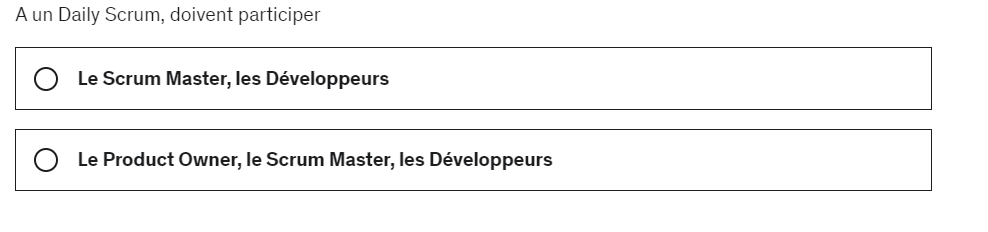 A un Daily Scrum, doivent participer
Le Scrum Master, les Développeurs
Le Product Owner, le Scrum Master, les Développeurs